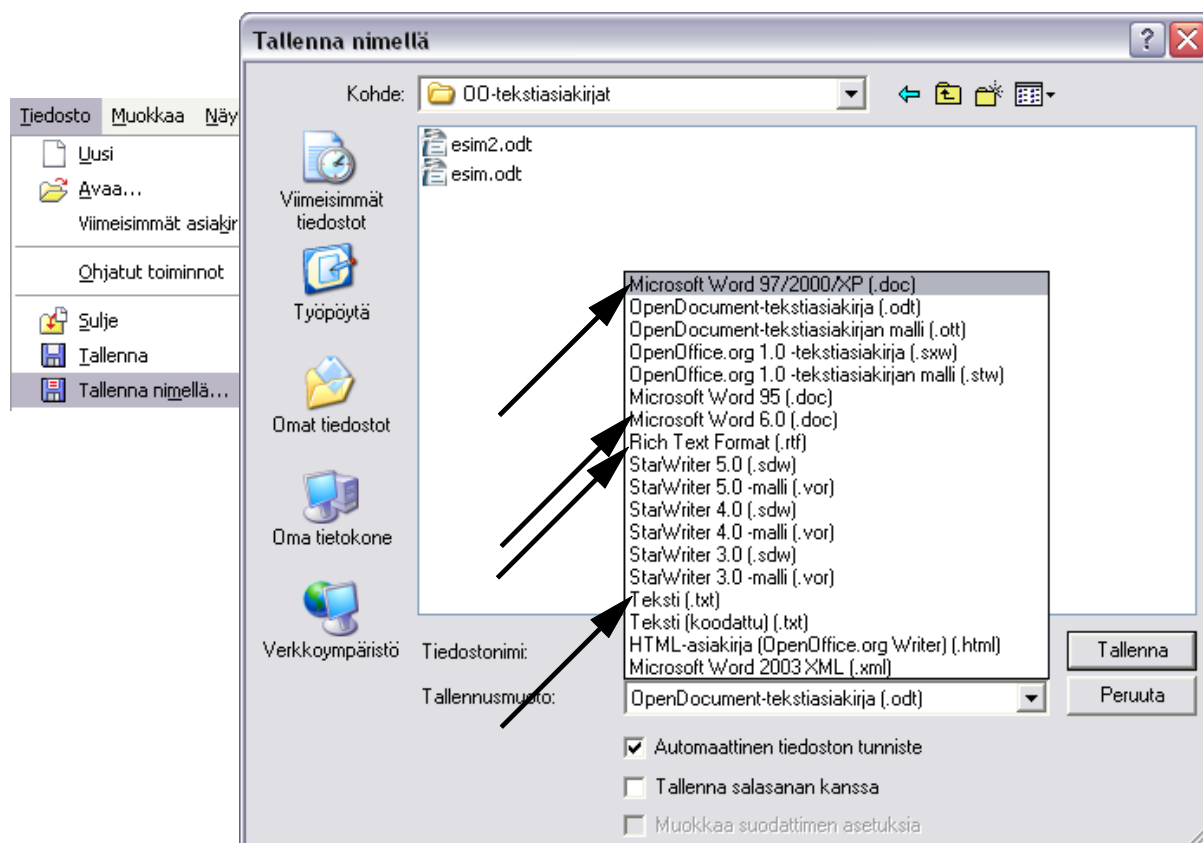 Tiedosto Muokkaa Näy
Uusi
Avaa...
Viimeisimmät asiakir
Ohjatut toiminnot
Sulje
Tallenna
Tallenna nimellä...
Tallenna nimellä
Kohde: OO-tekstiasiakirjat
esim2.odt
esim.odt
Viimeisimmät
tiedostot
Työpöytä
Omat tiedostot
Oma tietokone
Verkkoympäristö
Microsoft Word 97/2000/XP (.doc)
OpenDocument-tekstiasiakirja (.odt)
OpenDocument-tekstiasiakirjan malli (.ott)
OpenOffice.org 1.0 -tekstiasiakirja (.sxw)
OpenOffice.org 1.0 -tekstiasiakirjan malli (.stw)
Microsoft Word 95 (.doc)
Microsoft Word 6.0 (.doc)
Rich Text Format (.rtf)
StarWriter 5.0 (.sdw)
StarWriter 5.0 -malli (.vor)
StarWriter 4.0 (.sdw)
StarWriter 4.0 -malli (.vor)
StarWriter 3.0 (.sdw)
StarWriter 3.0 -malli (.vor)
Teksti (.txt)
Teksti (koodattu) (.txt)
HTML-asiakirja (OpenOffice.org Writer) (.html)
Microsoft Word 2003 XML (.xml)
Tiedostonimi: Tallenna
Tallennusmuoto: OpenDocument-tekstiasiakirja (.odt) Peruuta
Automaattinen tiedoston tunniste
Tallenna salasanan kanssa
Muokkaa suodattimen asetuksia